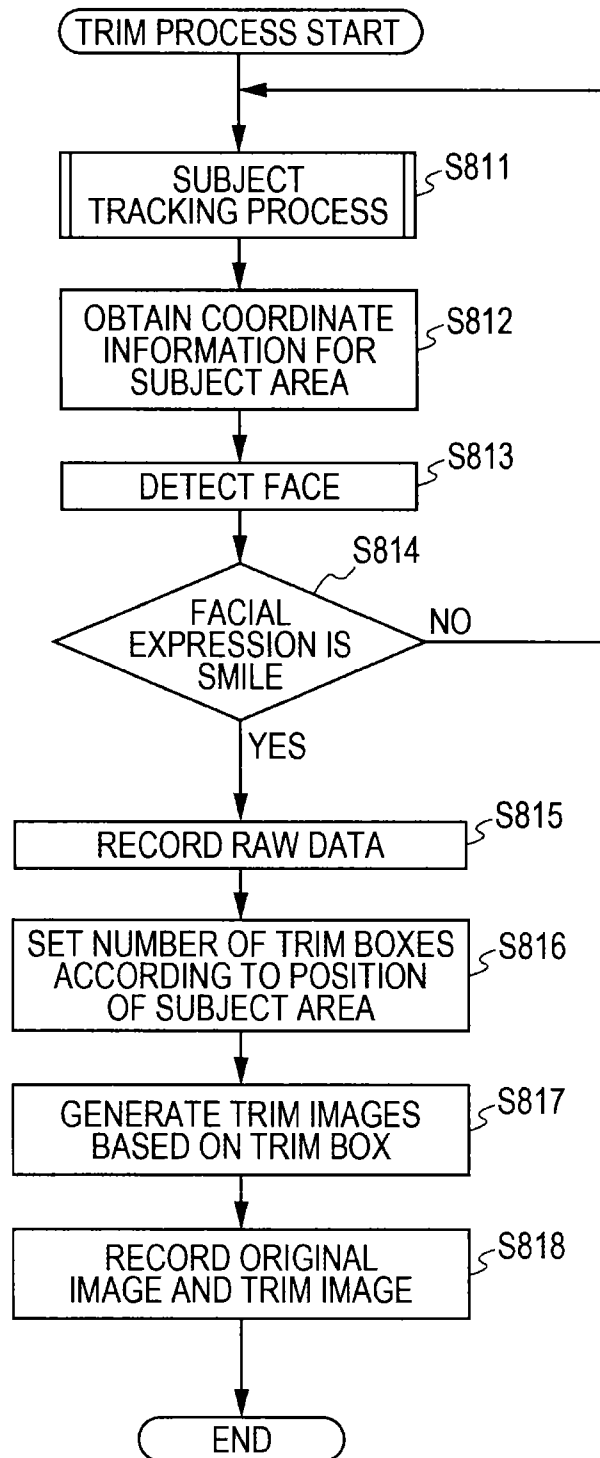 TRIM PROCESS START
SUBJECT
TRACKING PROCESS
S811
OBTAIN COORDINATE
INFORMATION FOR
SUBJECT AREA
S812
DETECT FACE
S813
S814
FACIAL
EXPRESSION IS
SMILE
NO
YES
RECORD RAW DATA
S815
SET NUMBER OF TRIM BOXES
ACCORDING TO POSITION
OF SUBJECT AREA
S816
GENERATE TRIM IMAGES
BASED ON TRIM BOX
S817
RECORD ORIGINAL
IMAGE AND TRIM IMAGE
S818
END